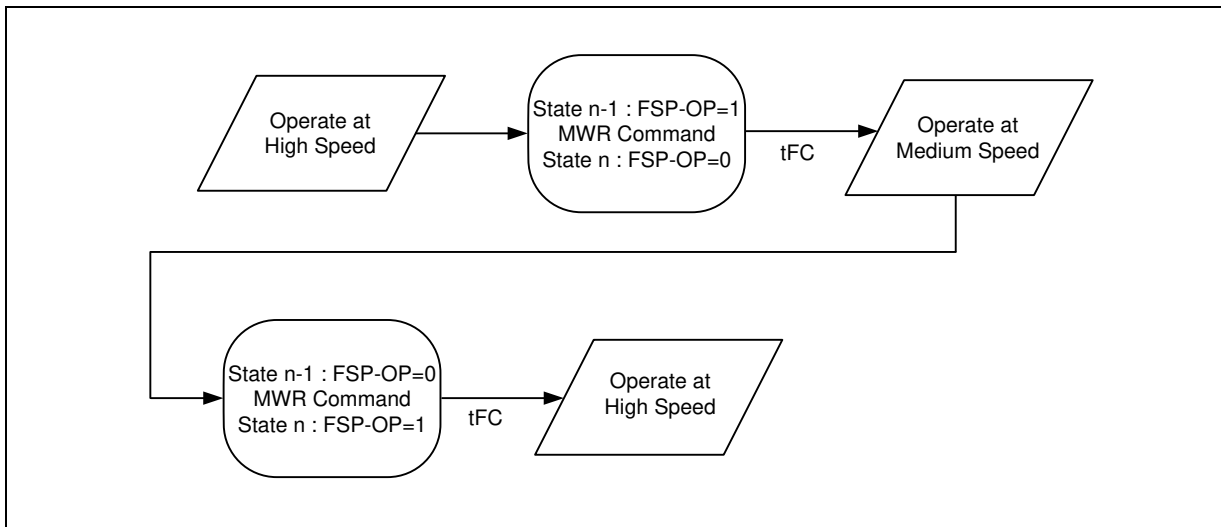 Operate at
High Speed
State n-1 : FSP-OP=1
MWR Command
State n : FSP-OP=0
tFC
Operate at
Medium Speed
State n-1 : FSP-OP=0
MWR Command
State n : FSP-OP=1
tFC
Operate at
High Speed